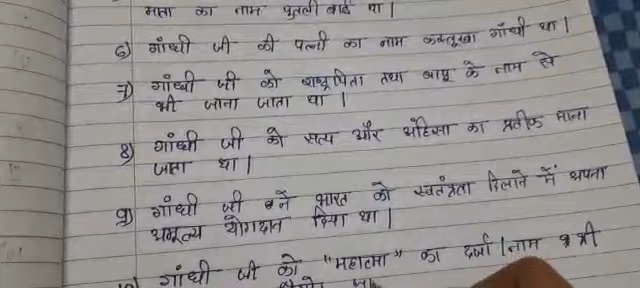 माता का नाम पुतली बाई था |
6) गांधी जी की पत्नी का नाम कस्तूरबा गांधी था |
7) गांधी जी को राष्ट्रपिता तथा बापू के नाम से
भी जाना जाता था |
8) गांधी जी को सत्य और अहिंसा का प्रतीक माना
जाता था |
9) गांधी जी ने भारत को स्वतंत्रता दिलाने में अपना
अमूल्य योगदान दिया था |
गांधी जी को "महात्मा" का दर्जा | नाम श्री